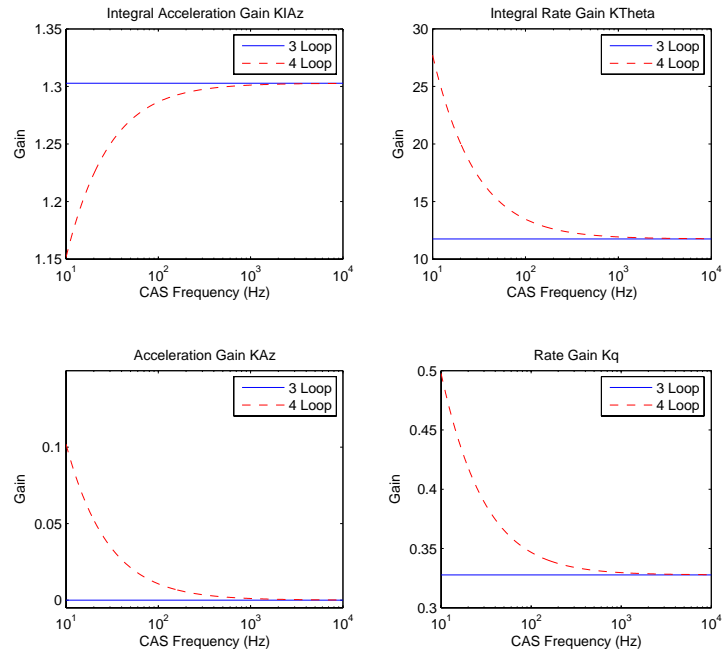 Integral Acceleration Gain KIAz
1.35
1.3
1.25
1.2
1.15
Gain
3 Loop
4 Loop
10^1
10^2
10^3
10^4
CAS Frequency (Hz)
Integral Rate Gain KTheta
30
25
20
15
10
Gain
3 Loop
4 Loop
10^1
10^2
10^3
10^4
CAS Frequency (Hz)
Acceleration Gain KAz
0.1
0.05
0
Gain
3 Loop
4 Loop
10^1
10^2
10^3
10^4
CAS Frequency (Hz)
Rate Gain Kq
0.5
0.45
0.4
0.35
0.3
Gain
3 Loop
4 Loop
10^1
10^2
10^3
10^4
CAS Frequency (Hz)